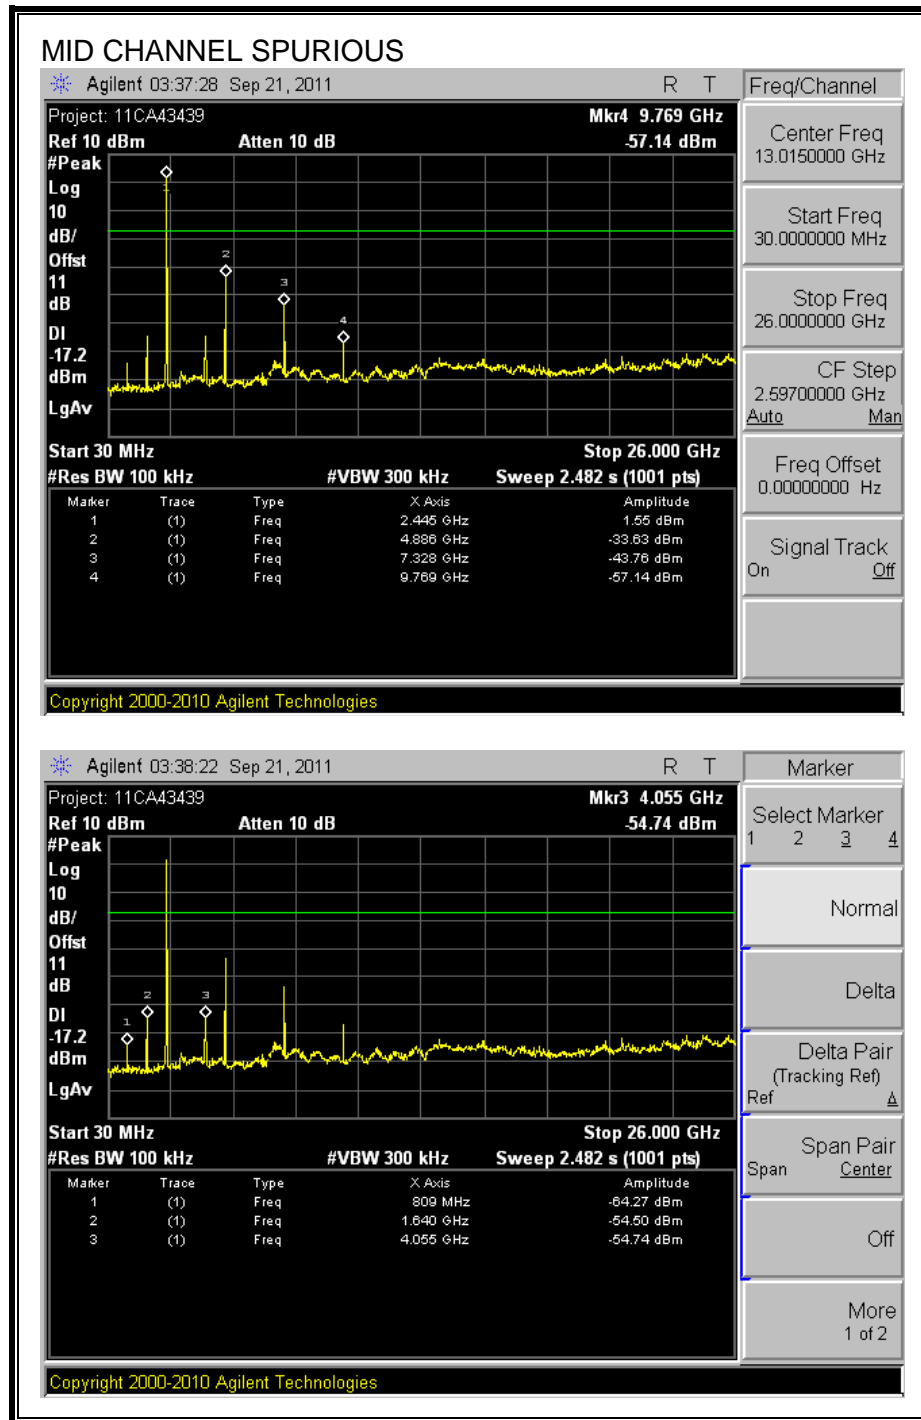 MID CHANNEL SPURIOUS
Agilent 03:37:28 Sep 21, 2011 R T
Project: 11CA43439 Mkr4 9.769 GHz
Ref 10 dBm Atten 10 dB -57.14 dBm
#Peak
Log
10
dB/
Offst
11
dB
DI
-17.2
dBm
LgAv
1
2
3
4
Start 30 MHz Stop 26.000 GHz
#Res BW 100 kHz #VBW 300 kHz Sweep 2.482 s (1001 pts)
Marker Trace Type X Axis Amplitude
1 (1) Freq 2.445 GHz 1.55 dBm
2 (1) Freq 4.886 GHz -33.63 dBm
3 (1) Freq 7.328 GHz -43.76 dBm
4 (1) Freq 9.769 GHz -57.14 dBm
Copyright 2000-2010 Agilent Technologies
Freq/Channel
Center Freq
13.0150000 GHz
Start Freq
30.0000000 MHz
Stop Freq
26.0000000 GHz
CF Step
2.59700000 GHz
Auto Man
Freq Offset
0.00000000 Hz
Signal Track
On Off
Agilent 03:38:22 Sep 21, 2011 R T
Project: 11CA43439 Mkr3 4.055 GHz
Ref 10 dBm Atten 10 dB -54.74 dBm
#Peak
Log
10
dB/
Offst
11
dB
DI
-17.2
dBm
LgAv
1
2
3
Start 30 MHz Stop 26.000 GHz
#Res BW 100 kHz #VBW 300 kHz Sweep 2.482 s (1001 pts)
Marker Trace Type X Axis Amplitude
1 (1) Freq 809 MHz -64.27 dBm
2 (1) Freq 1.640 GHz -54.50 dBm
3 (1) Freq 4.055 GHz -54.74 dBm
Copyright 2000-2010 Agilent Technologies
Marker
Select Marker
1 2 3 4
Normal
Delta
Delta Pair
(Tracking Ref)
Ref Δ
Span Pair
Span Center
Off
More
1 of 2